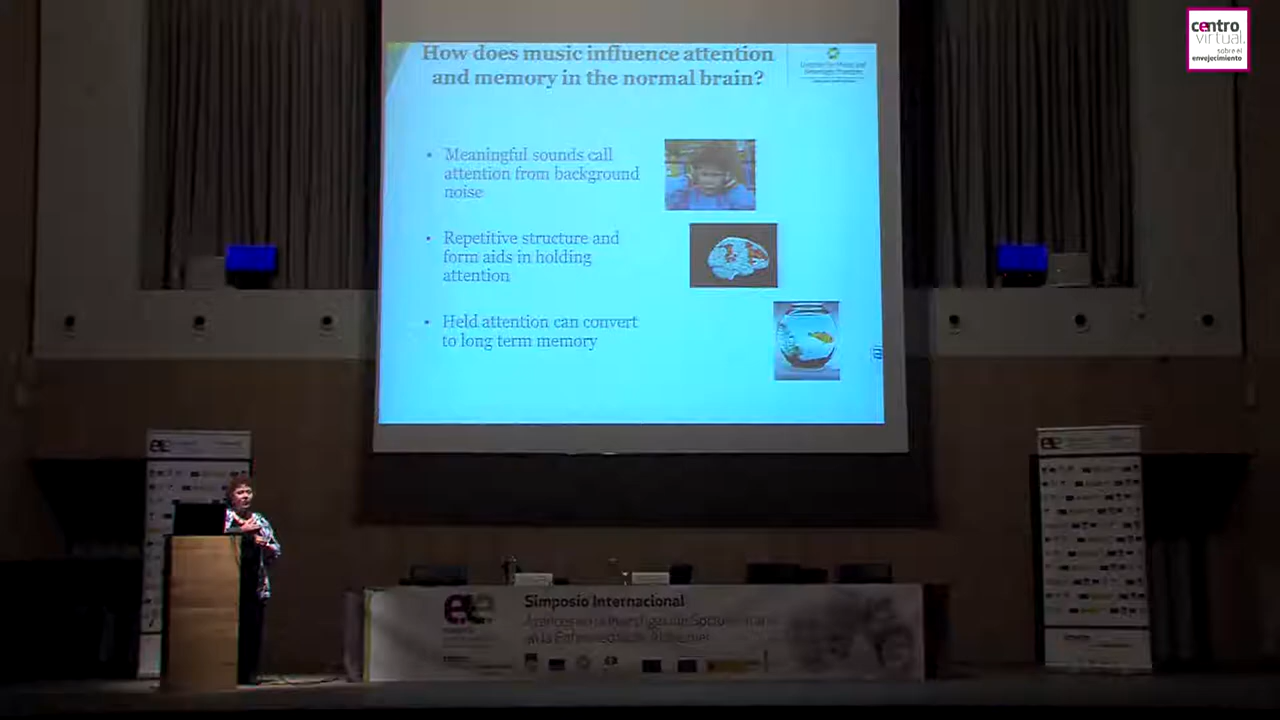 centro
virtual
sobre el
envejecimiento
How does music influence attention
and memory in the normal brain?
• Meaningful sounds call
attention from background
noise
• Repetitive structure and
form aids in holding
attention
• Held attention can convert
to long term memory
Simposio Internacional